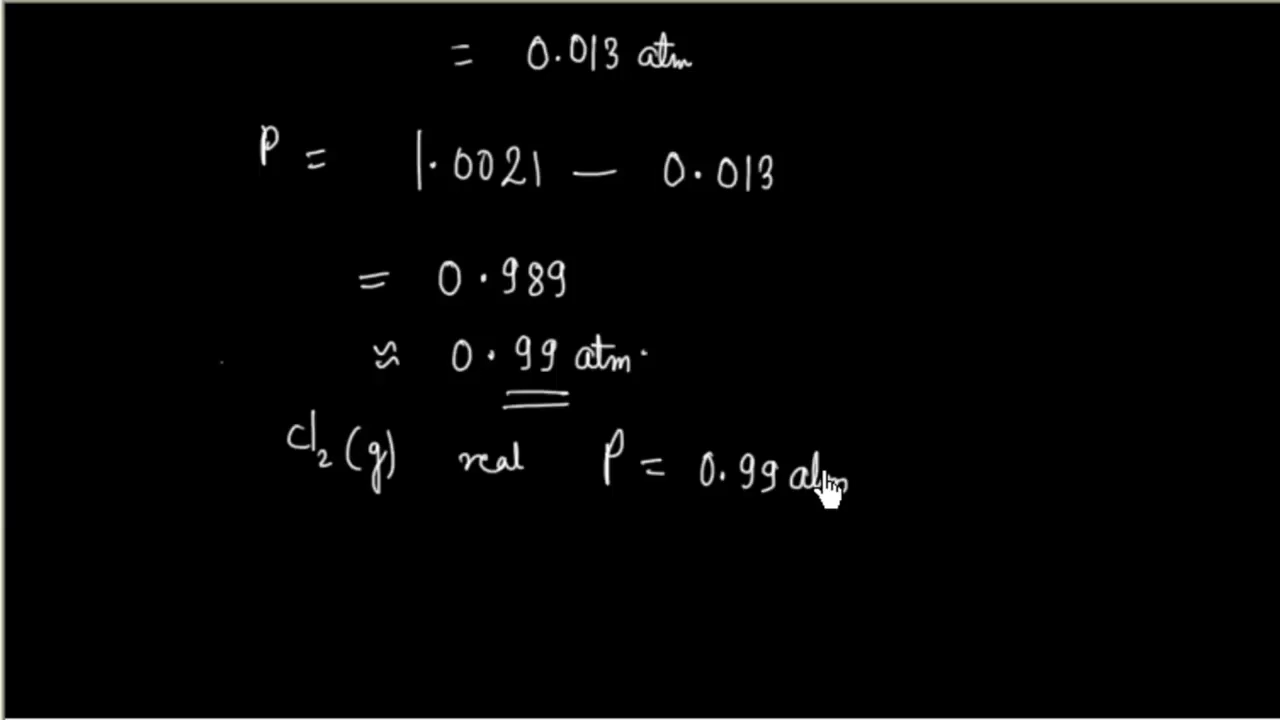 = 0.013 atm
P = 1.0021 — 0.013
= 0.989
≈ 0.99 atm.
Cl₂ (g) real P = 0.99 atm